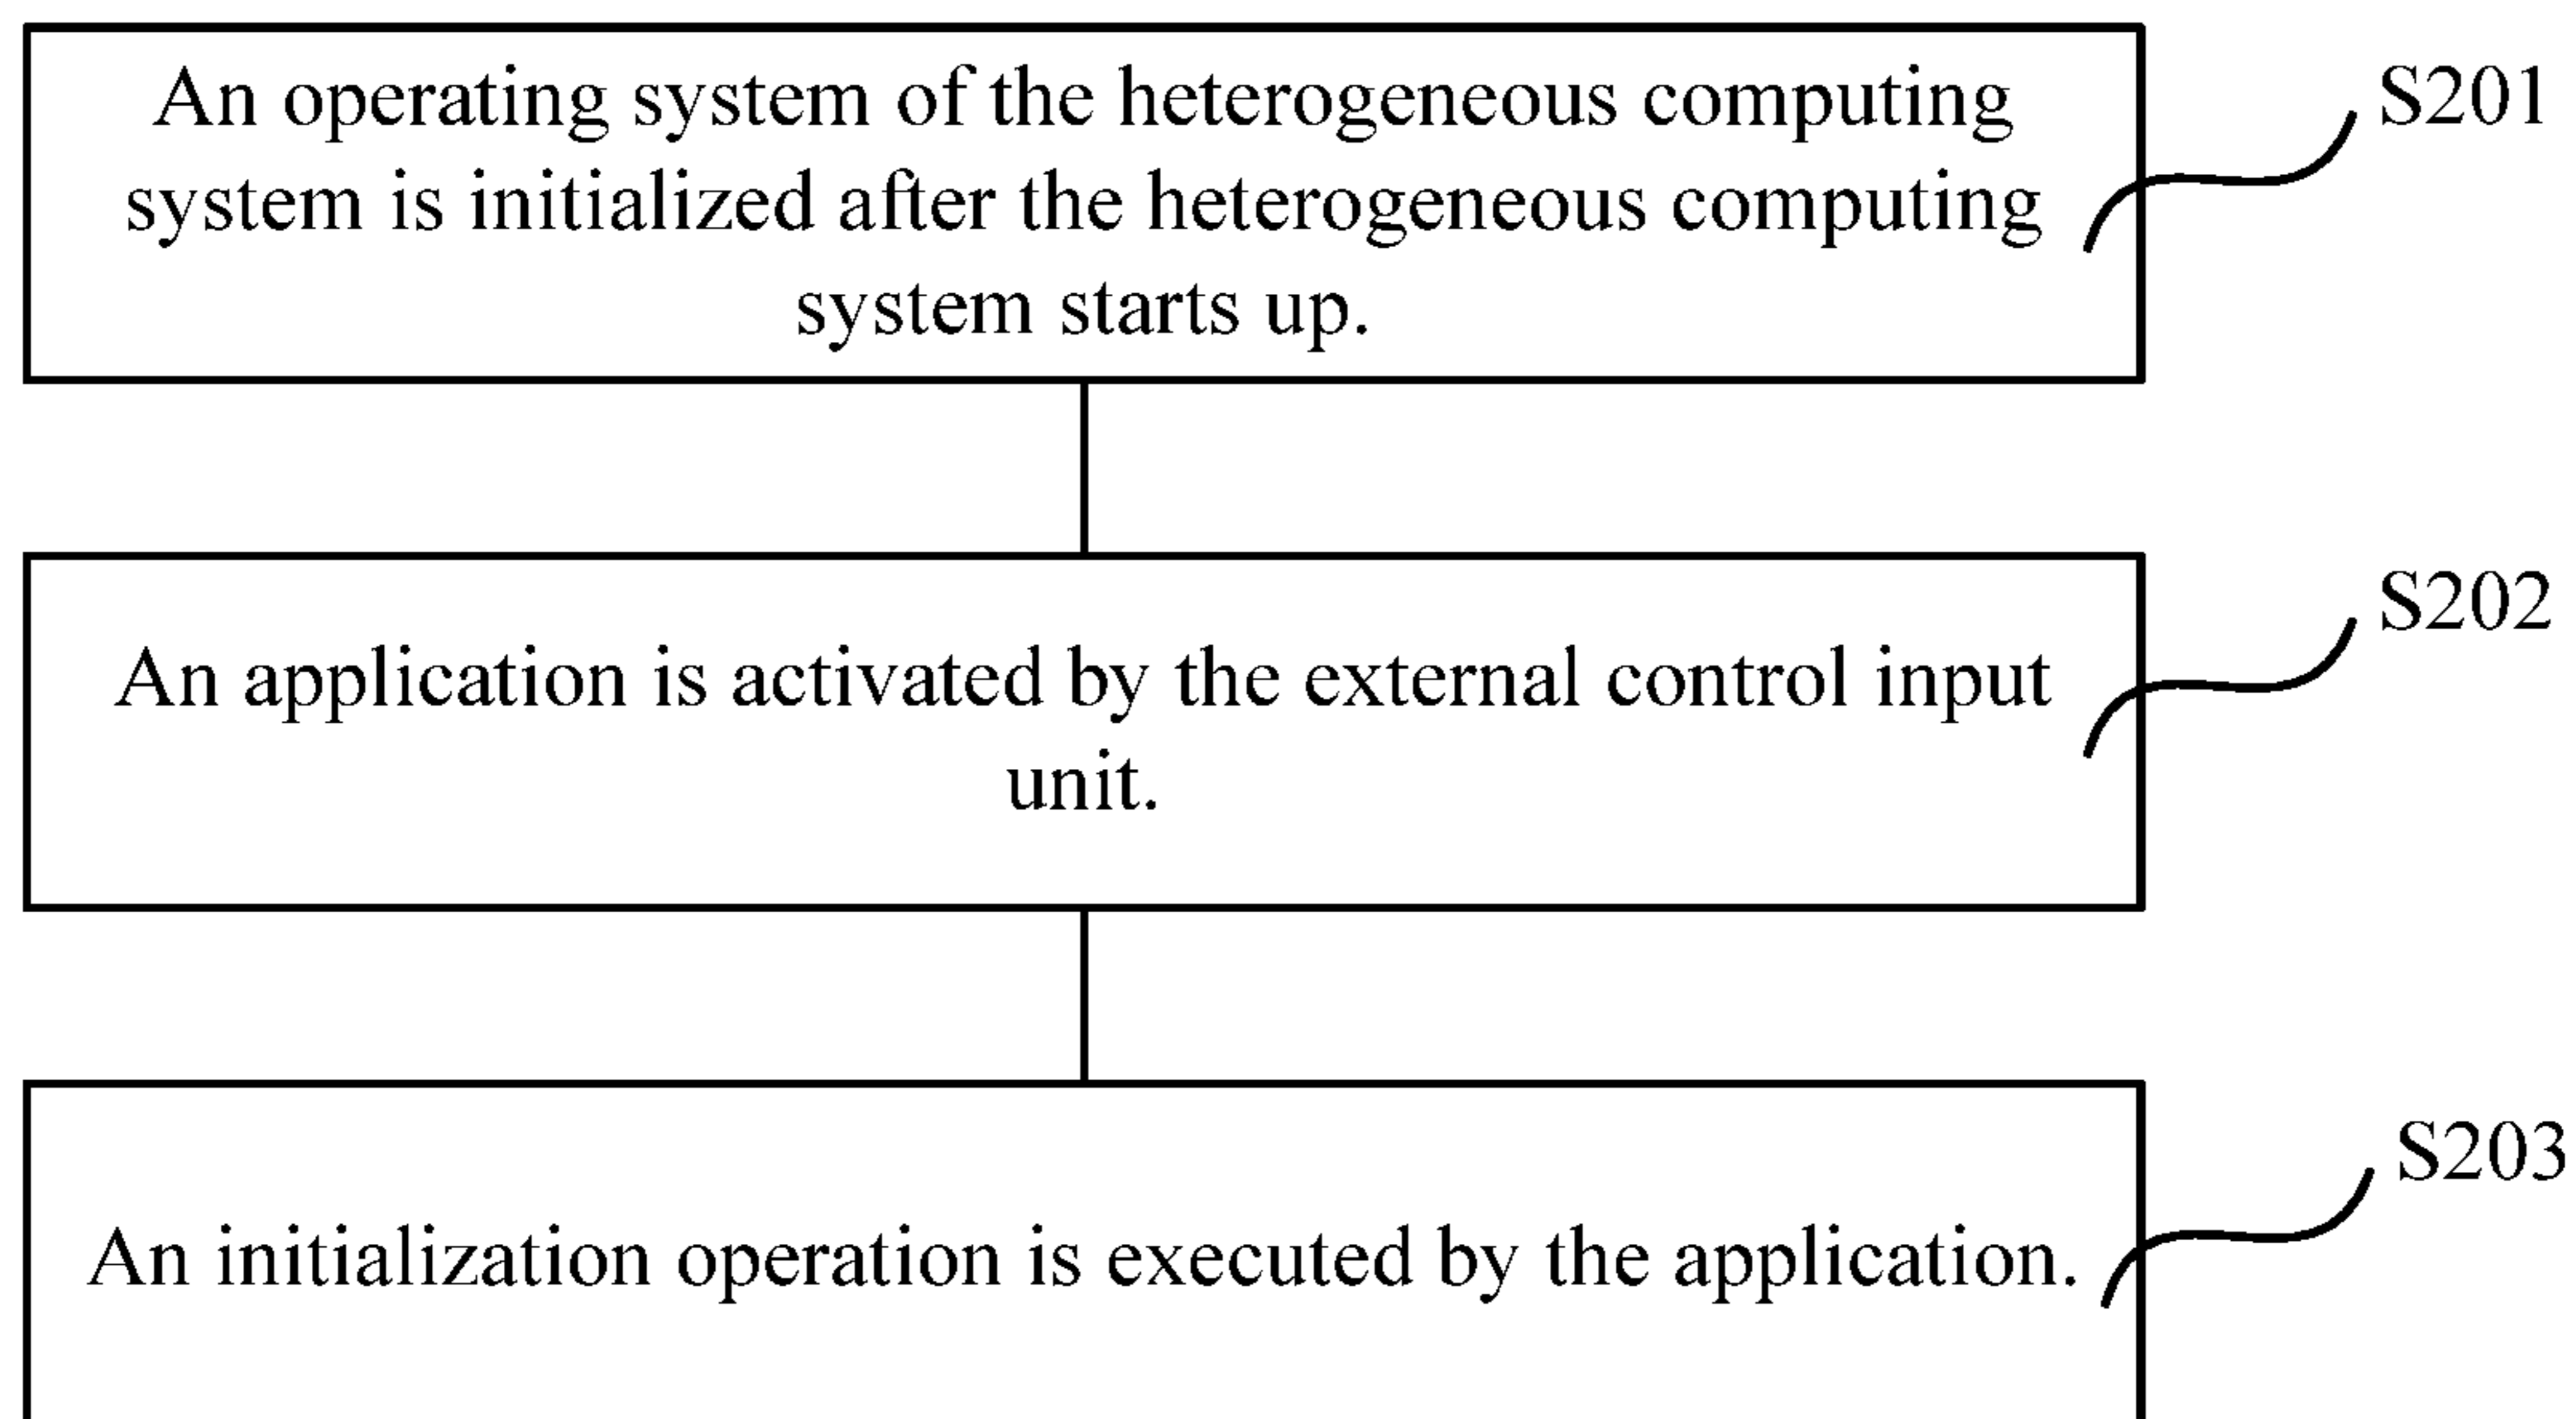 An operating system of the heterogeneous computing
system is initialized after the heterogeneous computing
system starts up.
S201
An application is activated by the external control input
unit.
S202
An initialization operation is executed by the application.
S203